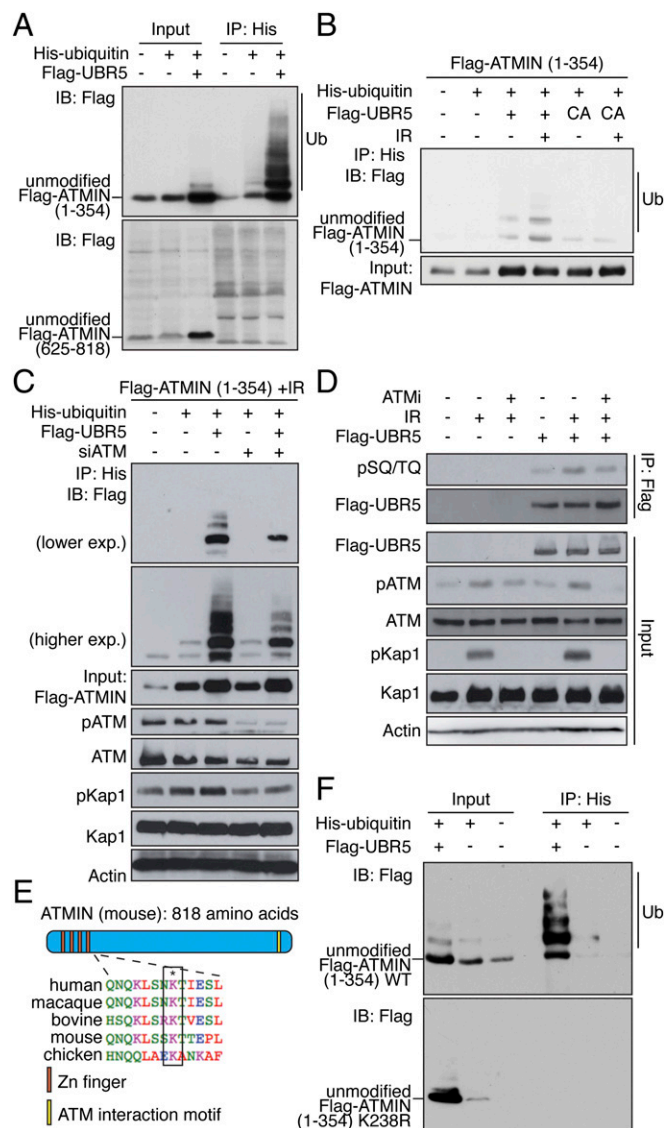 A
Input IP: His
His-ubiquitin - + + - + +
Flag-UBR5 - - + - - +
IB: Flag
Ub
unmodified
Flag-ATMIN
(1-354)
IB: Flag
unmodified
Flag-ATMIN
(625-818)
B
Flag-ATMIN (1-354)
His-ubiquitin - + + + + +
Flag-UBR5 - - + + CA CA
IR - - - + - +
IP: His
IB: Flag
Ub
unmodified
Flag-ATMIN
(1-354)
Input:
Flag-ATMIN
C
Flag-ATMIN (1-354) +IR
His-ubiquitin - + + + +
Flag-UBR5 - - + - +
siATM - - - + +
IP: His
IB: Flag
(lower exp.)
(higher exp.)
Input:
Flag-ATMIN
pATM
ATM
pKap1
Kap1
Actin
D
ATMi - - + - - +
IR - + + - + +
Flag-UBR5 - - - + + +
pSQ/TQ
Flag-UBR5
IP: Flag
Flag-UBR5
pATM
ATM
pKap1
Kap1
Actin
Input
E
ATMIN (mouse): 818 amino acids
*
human QNQKLSNKTIESL
macaque QNQKLSNKTIESL
bovine HSQKLSRKTVESL
mouse QNQKLSSKTTEPL
chicken HNQQLAEKANKAF
Zn finger
ATM interaction motif
F
Input IP: His
His-ubiquitin + - - + + -
Flag-UBR5 + - - + - -
IB: Flag
Ub
unmodified
Flag-ATMIN
(1-354) WT
IB: Flag
unmodified
Flag-ATMIN
(1-354) K238R